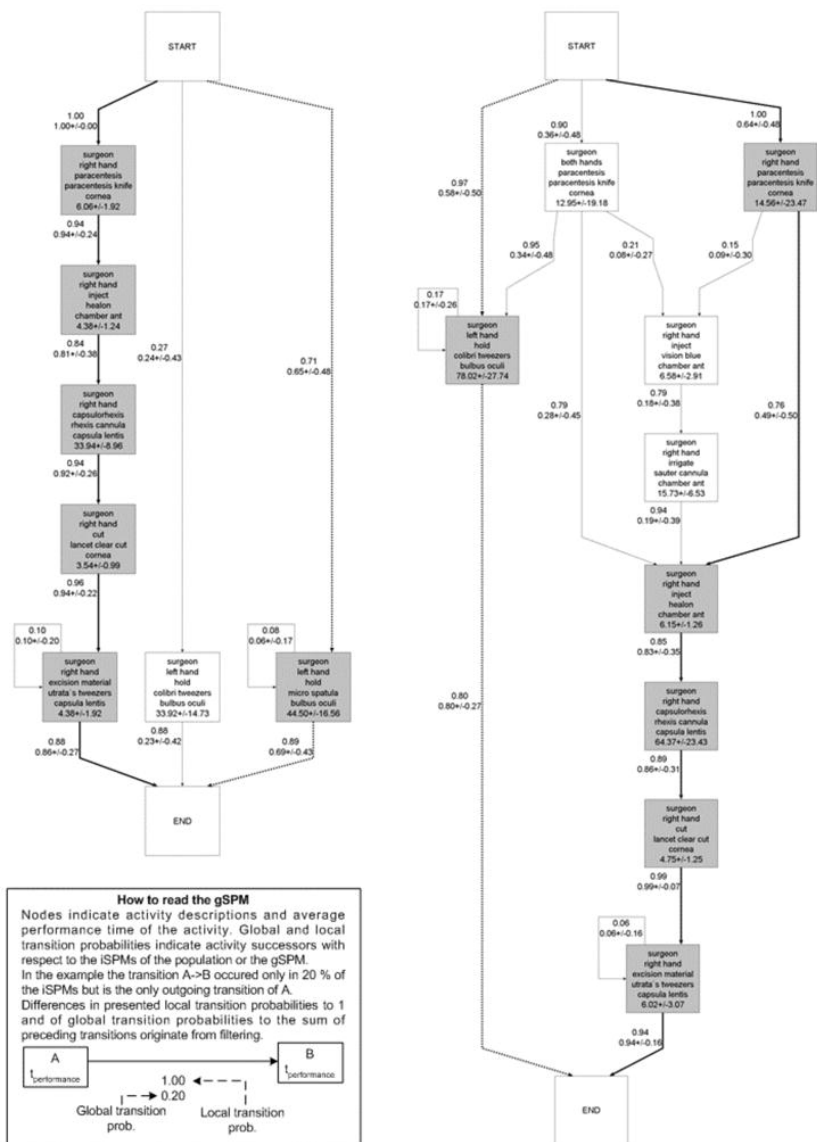 START
1.00
1.00+/-0.00
surgeon
right hand
paracentesis
paracentesis knife
cornea
6.06+/-1.92
0.94
0.94+/-0.24
surgeon
right hand
inject
healon
chamber ant
4.38+/-1.24
0.84
0.81+/-0.38
surgeon
right hand
capsulorhexis
rhexis cannula
capsula lentis
33.94+/-8.96
0.94
0.92+/-0.26
surgeon
right hand
cut
lancet clear cut
cornea
3.54+/-0.99
0.96
0.94+/-0.22
0.10
0.10+/-0.20
surgeon
right hand
excision material
utrata´s tweezers
capsula lentis
4.38+/-1.92
0.88
0.86+/-0.27
0.27
0.24+/-0.43
surgeon
left hand
hold
colibri tweezers
bulbus oculi
33.92+/-14.73
0.88
0.23+/-0.42
0.71
0.65+/-0.48
0.08
0.06+/-0.17
surgeon
left hand
hold
micro spatula
bulbus oculi
44.50+/-16.56
0.89
0.69+/-0.43
END
How to read the gSPM
Nodes indicate activity descriptions and average
performance time of the activity. Global and local
transition probabilities indicate activity successors with
respect to the iSPMs of the population or the gSPM.
In the example the transition A->B occured only in 20 % of
the iSPMs but is the only outgoing transition of A.
Differences in presented local transition probabilities to 1
and of global transition probabilities to the sum of
preceding transitions originate from filtering.
A
tperformance
B
tperformance
1.00
0.20
Global transition
prob.
Local transition
prob.
START
0.97
0.58+/-0.50
0.90
0.36+/-0.48
1.00
0.64+/-0.48
surgeon
both hands
paracentesis
paracentesis knife
cornea
12.95+/-19.18
surgeon
right hand
paracentesis
paracentesis knife
cornea
14.56+/-23.47
0.95
0.34+/-0.48
0.21
0.08+/-0.27
0.15
0.09+/-0.30
0.17
0.17+/-0.26
surgeon
left hand
hold
colibri tweezers
bulbus oculi
78.02+/-27.74
surgeon
right hand
inject
vision blue
chamber ant
6.58+/-2.91
0.79
0.28+/-0.45
0.79
0.18+/-0.38
0.76
0.49+/-0.50
surgeon
right hand
irrigate
sauter cannula
chamber ant
15.73+/-6.53
0.94
0.19+/-0.39
surgeon
right hand
inject
healon
chamber ant
6.15+/-1.26
0.85
0.83+/-0.35
surgeon
right hand
capsulorhexis
rhexis cannula
capsula lentis
64.37+/-23.43
0.80
0.80+/-0.27
0.89
0.86+/-0.31
surgeon
right hand
cut
lancet clear cut
cornea
4.75+/-1.25
0.99
0.99+/-0.07
0.06
0.06+/-0.16
surgeon
right hand
excision material
utrata´s tweezers
capsula lentis
6.02+/-3.07
0.94
0.94+/-0.16
END